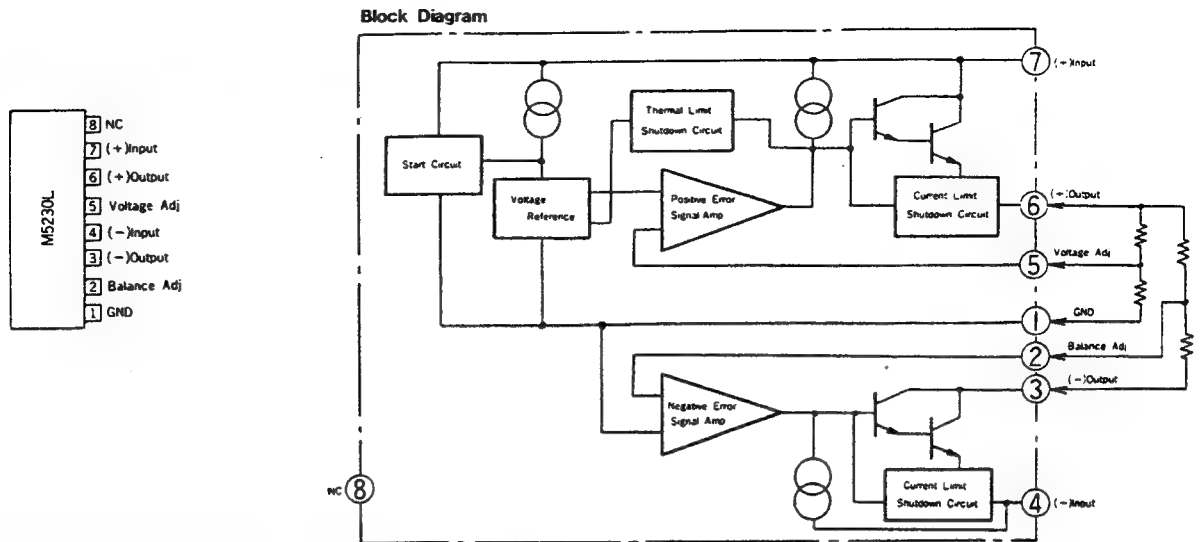 Block Diagram
M5230L
8 NC
7 (+)Input
6 (+)Output
5 Voltage Adj
4 (-)Input
3 (-)Output
2 Balance Adj
1 GND
7 (+)Input
Thermal Limit
Shutdown Circuit
Start Circuit
Voltage
Reference
Positive Error
Signal Amp
Current Limit
Shutdown Circuit
6 (+)Output
5 Voltage Adj
1 GND
2 Balance Adj
3 (-)Output
Negative Error
Signal Amp
Current Limit
Shutdown Circuit
4 (-)Input
NC 8